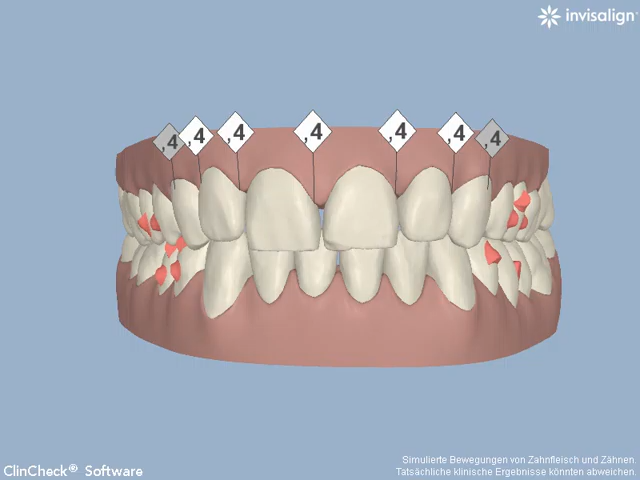 invisalign
,4 ,4 ,4 ,4 ,4 ,4 ,4
Simulierte Bewegungen von Zahnfleisch und Zähnen.
Tatsächliche klinische Ergebnisse könnten abweichen.
ClinCheck® Software